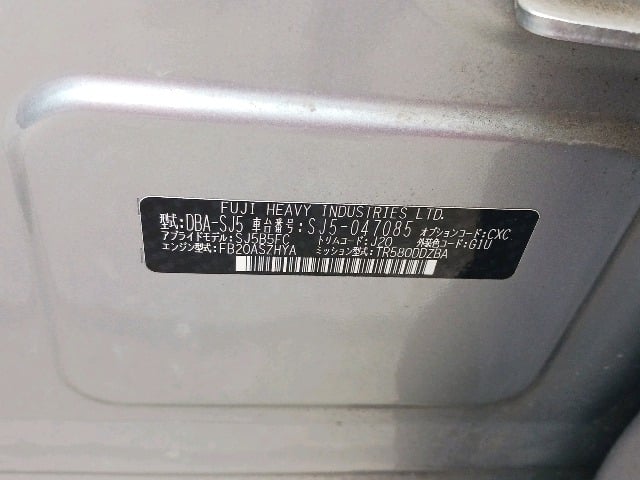 FUJI HEAVY INDUSTRIES LTD.
型式:DBA-SJ5 車台番号:SJ5-047085 オプションコード:CXC
アプライドモデル:SJ5B5FC トリムコード:J20 外装色コード:G1U
エンジン型式:FB20AS7HYA ミッション型式:TR580DDZBA